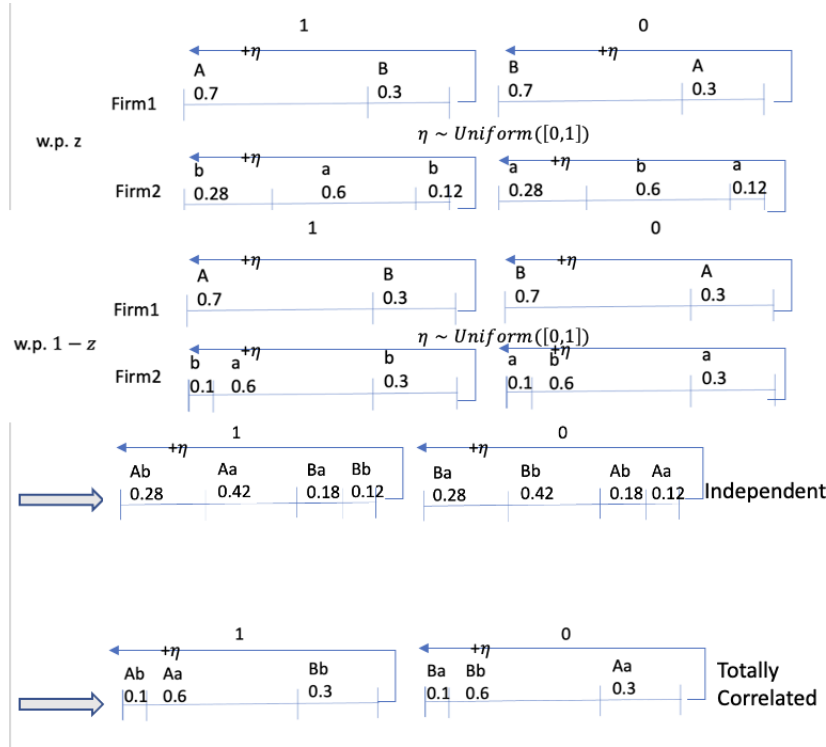 1 0
+η +η
A B B A
Firm1 0.7 0.3 0.7 0.3
w.p. z
η ~ Uniform([0,1])
+η +η
b a b a b a
Firm2 0.28 0.6 0.12 0.28 0.6 0.12
1 0
+η +η
A B B A
Firm1 0.7 0.3 0.7 0.3
w.p. 1 − z
η ~ Uniform([0,1])
+η +η
b a b a b a
Firm2 0.1 0.6 0.3 0.1 0.6 0.3
1 0
+η +η
Ab Aa Ba Bb Ba Bb Ab Aa
0.28 0.42 0.18 0.12 0.28 0.42 0.18 0.12 Independent
1 0
+η +η
Ab Aa Bb Ba Bb Aa
0.1 0.6 0.3 0.1 0.6 0.3
Totally
Correlated